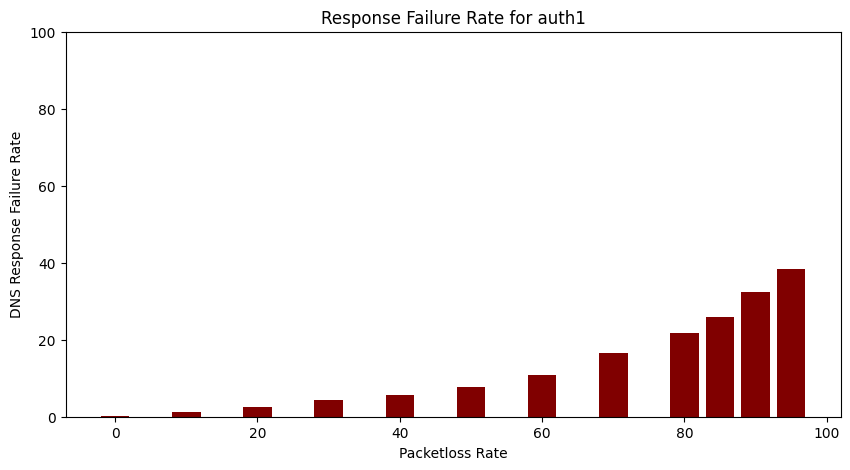 Response Failure Rate for auth1
100
80
60
40
20
0
DNS Response Failure Rate
0 20 40 60 80 100
Packetloss Rate